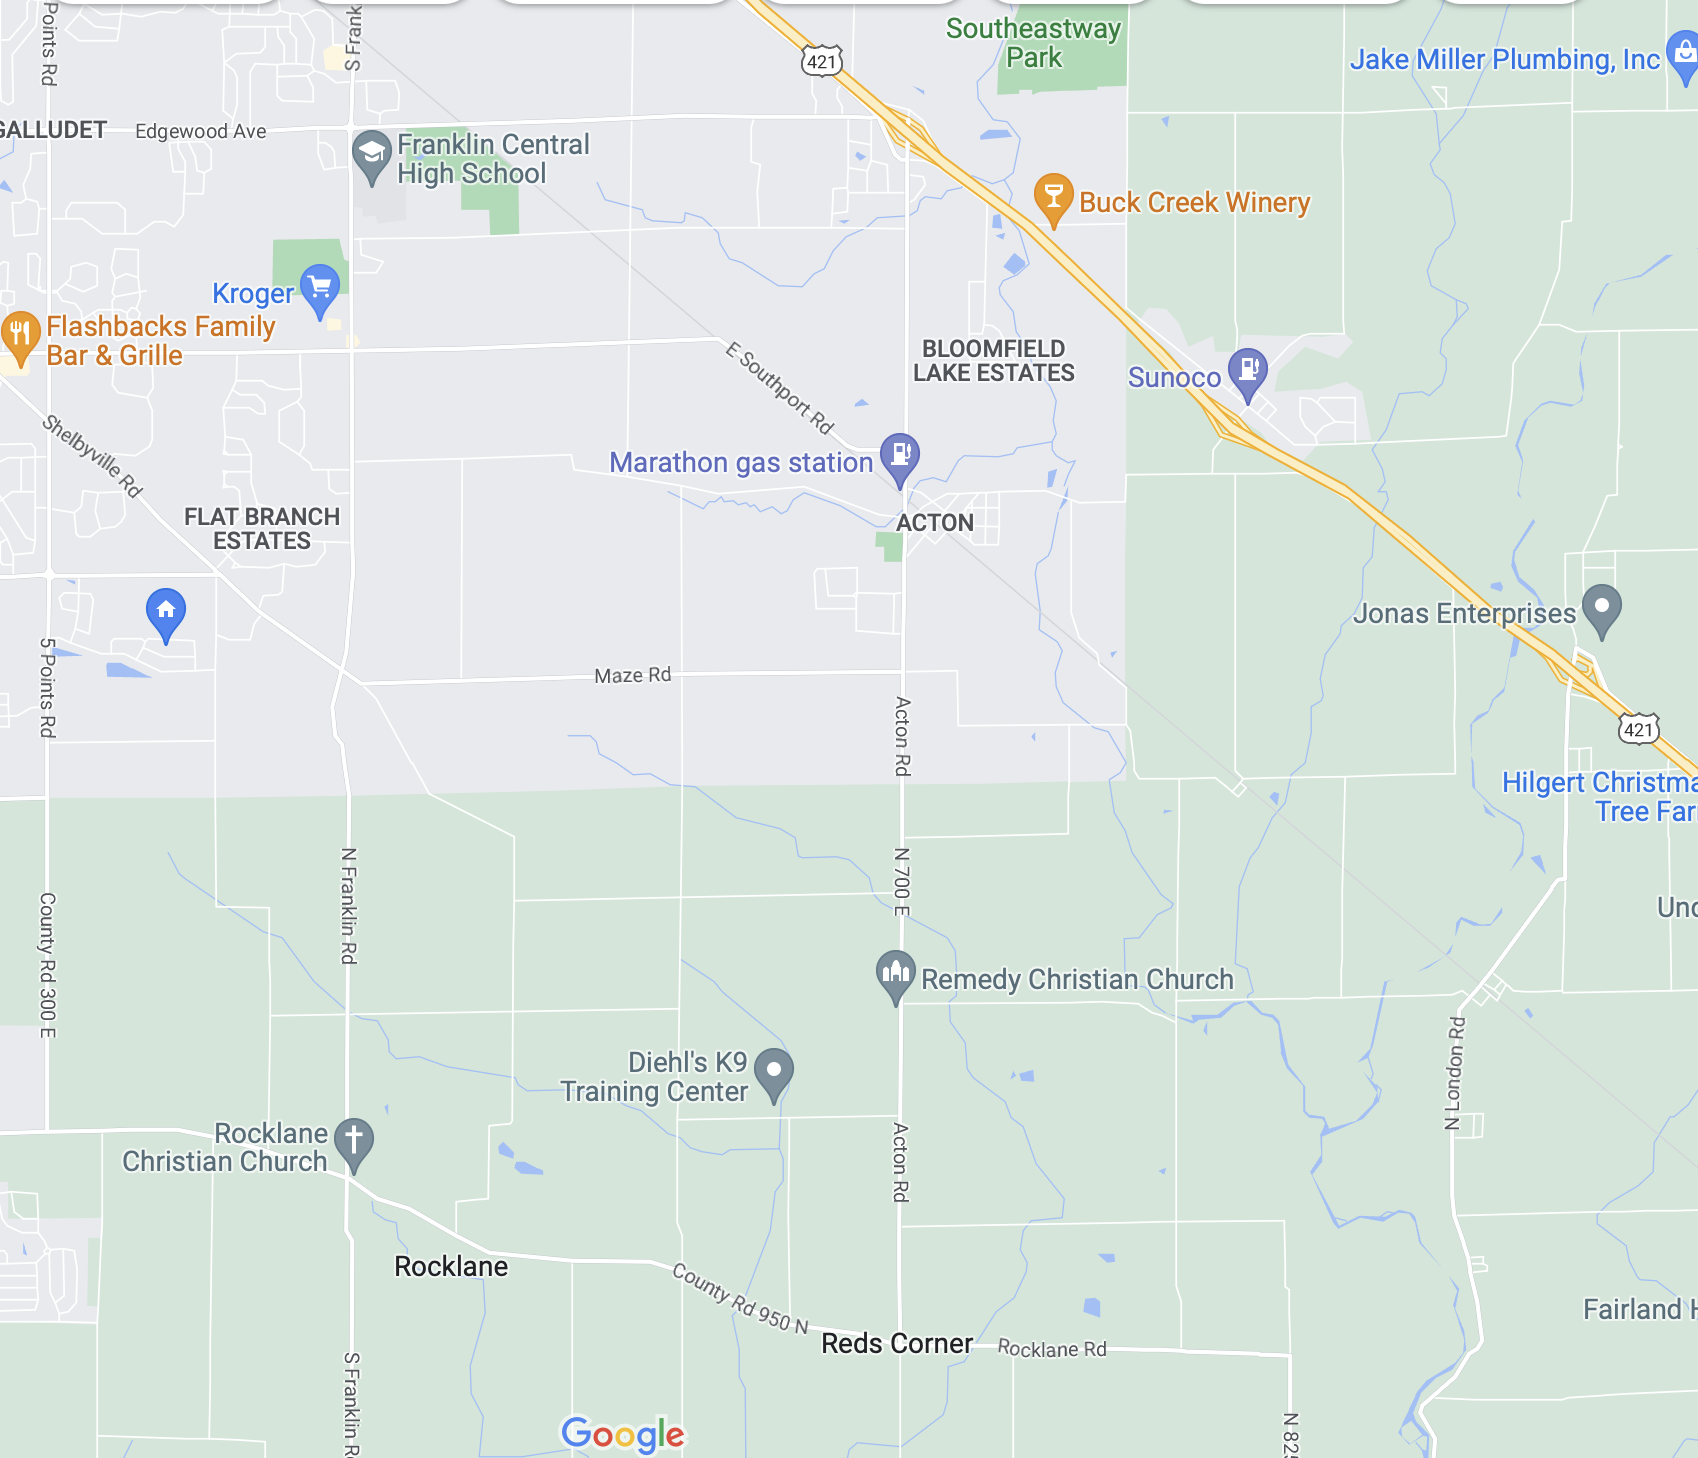 Points Rd
S Frank
421
Southeastway
Park
Jake Miller Plumbing, Inc
GALLUDET
Edgewood Ave
Franklin Central
High School
Buck Creek Winery
Kroger
Flashbacks Family
Bar & Grille
E Southport Rd
BLOOMFIELD
LAKE ESTATES
Sunoco
Shelbyville Rd
Marathon gas station
FLAT BRANCH
ESTATES
ACTON
Jonas Enterprises
5 Points Rd
Maze Rd
Acton Rd
421
Hilgert Christma
Tree Far
N Franklin Rd
N 700 E
County Rd 300 E
Und
Remedy Christian Church
N London Rd
Diehl's K9
Training Center
Rocklane
Christian Church
Acton Rd
Rocklane
County Rd 950 N
Fairland H
Reds Corner
Rocklane Rd
S Franklin R
N 825
Google